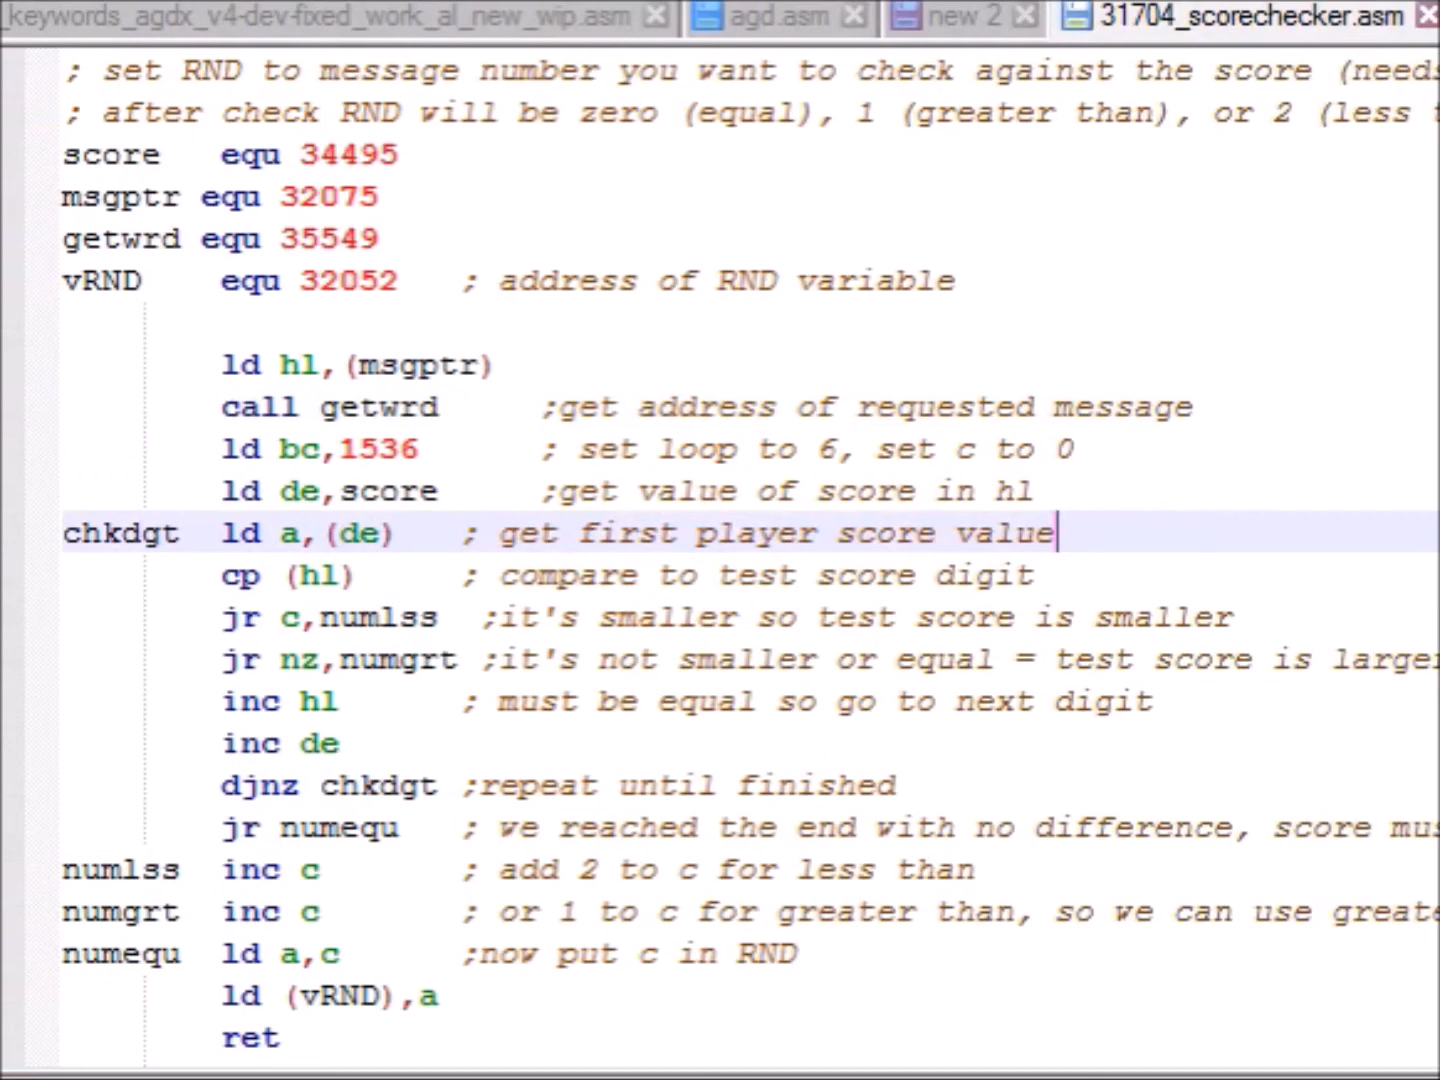 _keywords_agdx_v4-dev-fixed_work_al_new_wip.asm agd.asm new 2 31704_scorechecker.asm
; set RND to message number you want to check against the score (needs
; after check RND will be zero (equal), 1 (greater than), or 2 (less
score equ 34495
msgptr equ 32075
getwrd equ 35549
vRND equ 32052 ; address of RND variable
ld hl,(msgptr)
call getwrd ;get address of requested message
ld bc,1536 ; set loop to 6, set c to 0
ld de,score ;get value of score in hl
chkdgt ld a,(de) ; get first player score value
cp (hl) ; compare to test score digit
jr c,numlss ;it's smaller so test score is smaller
jr nz,numgrt ;it's not smaller or equal = test score is larger
inc hl ; must be equal so go to next digit
inc de
djnz chkdgt ;repeat until finished
jr numequ ; we reached the end with no difference, score mus
numlss inc c ; add 2 to c for less than
numgrt inc c ; or 1 to c for greater than, so we can use greate
numequ ld a,c ;now put c in RND
ld (vRND),a
ret